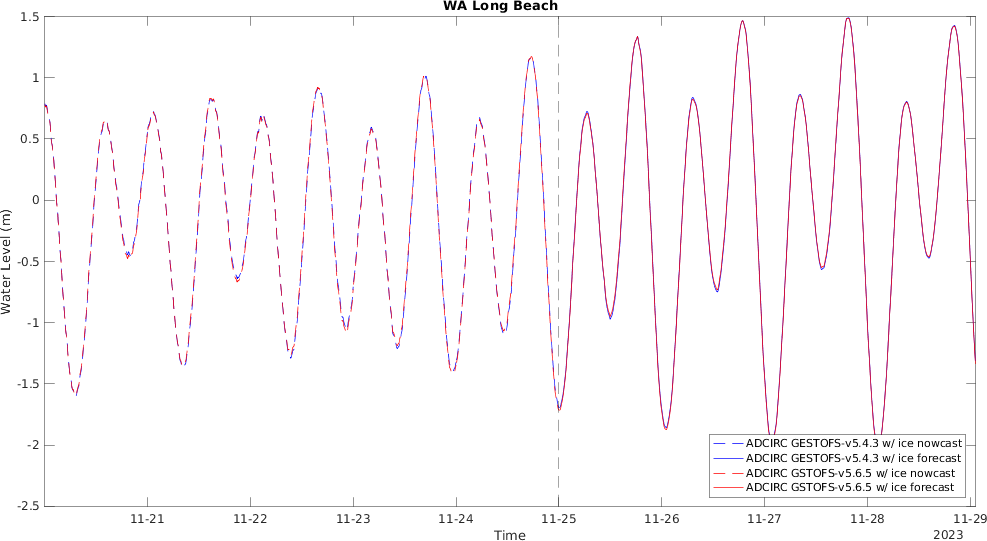 WA Long Beach
1.5
1
0.5
0
-0.5
-1
-1.5
-2
-2.5
Water Level (m)
ADCIRC GESTOFS-v5.4.3 w/ ice nowcast
ADCIRC GESTOFS-v5.4.3 w/ ice forecast
ADCIRC GSTOFS-v5.6.5 w/ ice nowcast
ADCIRC GSTOFS-v5.6.5 w/ ice forecast
11-21 11-22 11-23 11-24 11-25 11-26 11-27 11-28 11-29
Time
2023